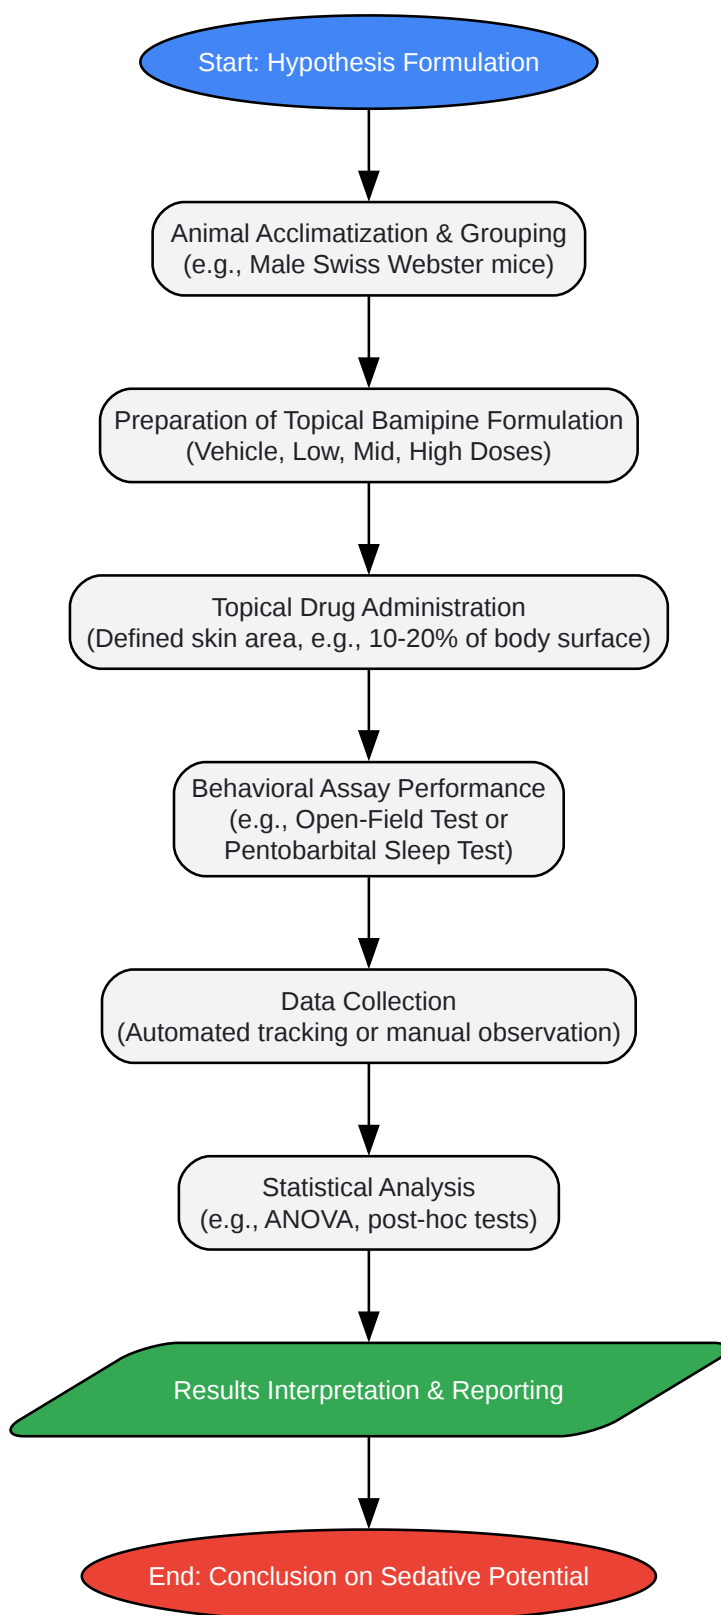 Start: Hypothesis Formulation
Animal Acclimatization & Grouping
(e.g., Male Swiss Webster mice)
Preparation of Topical Bamipine Formulation
(Vehicle, Low, Mid, High Doses)
Topical Drug Administration
(Defined skin area, e.g., 10-20% of body surface)
Behavioral Assay Performance
(e.g., Open-Field Test or
Pentobarbital Sleep Test)
Data Collection
(Automated tracking or manual observation)
Statistical Analysis
(e.g., ANOVA, post-hoc tests)
Results Interpretation & Reporting
End: Conclusion on Sedative Potential